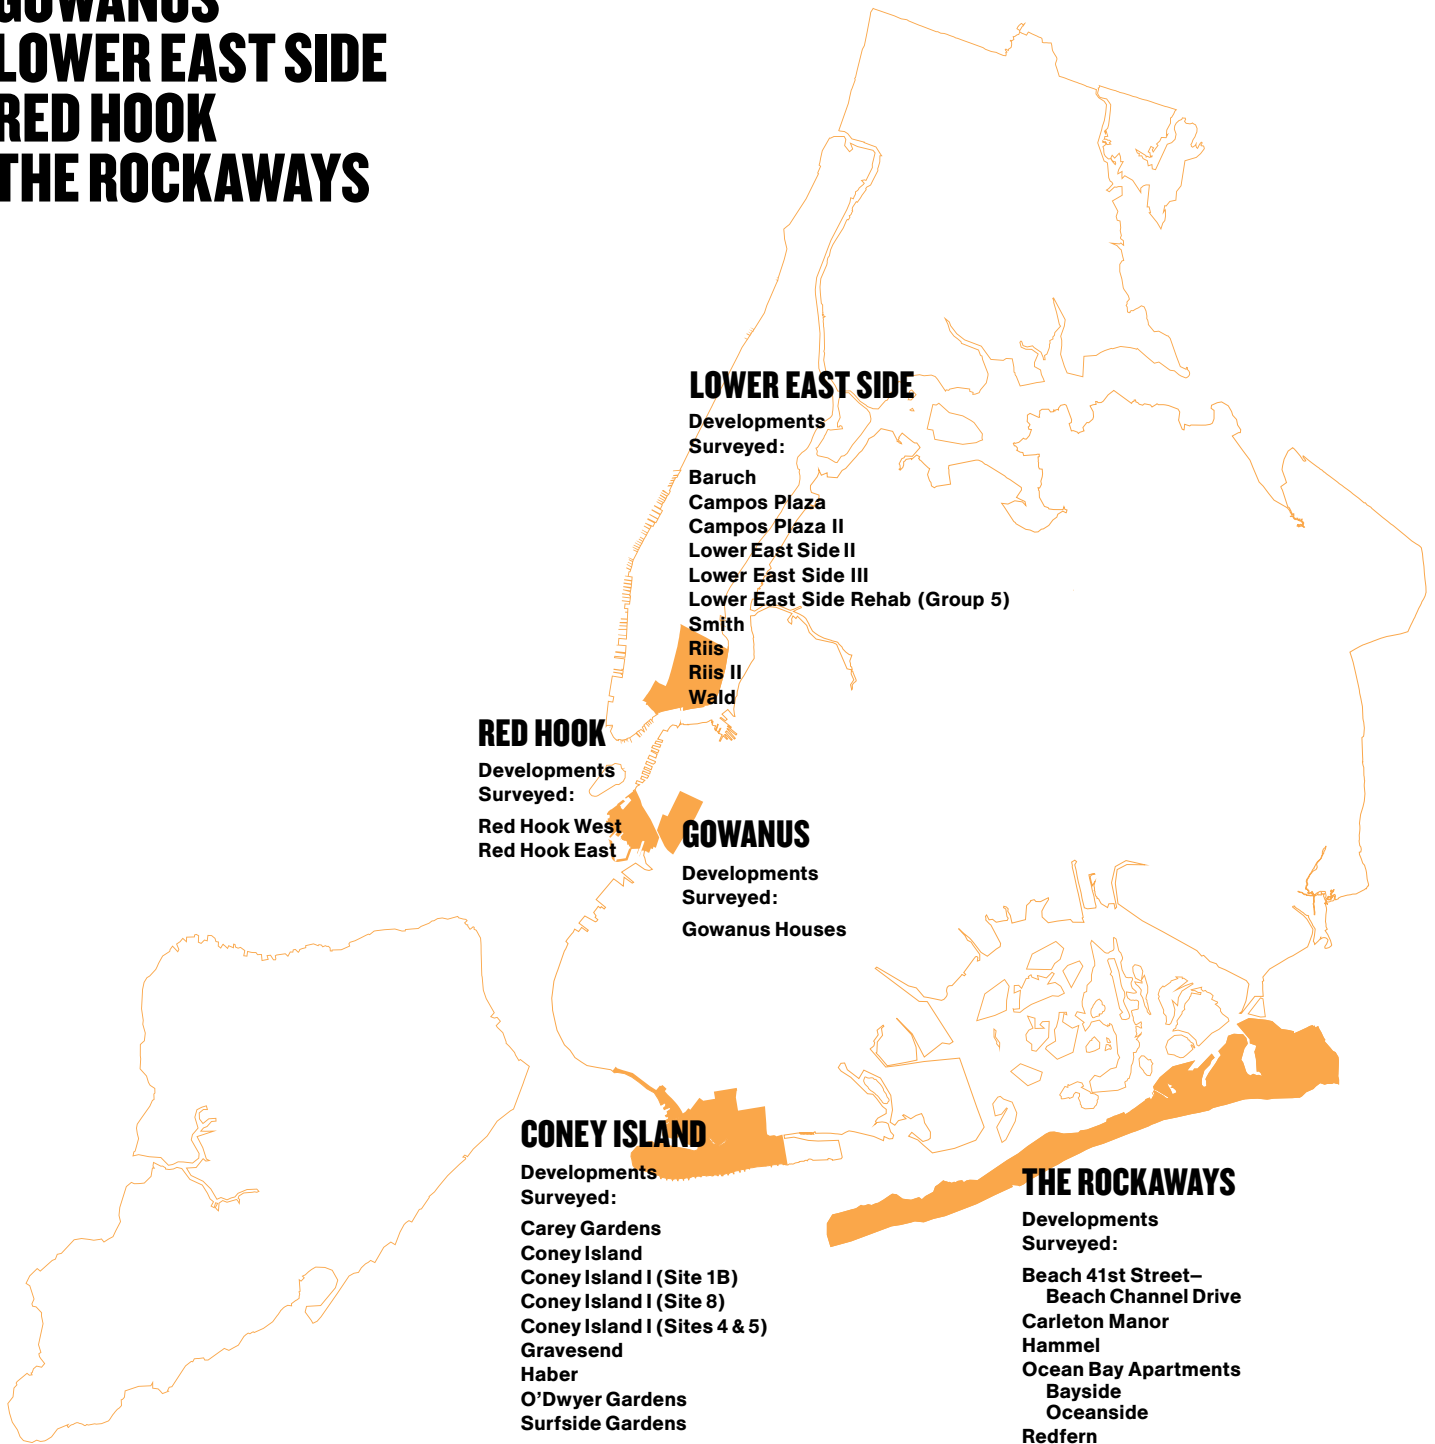 GOWANUS
LOWER EAST SIDE
RED HOOK
THE ROCKAWAYS
LOWER EAST SIDE
Developments
Surveyed:
Baruch
Campos Plaza
Campos Plaza II
Lower East Side II
Lower East Side III
Lower East Side Rehab (Group 5)
Smith
Riis
Riis II
Wald
RED HOOK
Developments
Surveyed:
Red Hook West
Red Hook East
GOWANUS
Developments
Surveyed:
Gowanus Houses
CONEY ISLAND
Developments
Surveyed:
Carey Gardens
Coney Island
Coney Island I (Site 1B)
Coney Island I (Site 8)
Coney Island I (Sites 4 & 5)
Gravesend
Haber
O’Dwyer Gardens
Surfside Gardens
THE ROCKAWAYS
Developments
Surveyed:
Beach 41st Street–
Beach Channel Drive
Carleton Manor
Hammel
Ocean Bay Apartments
Bayside
Oceanside
Redfern